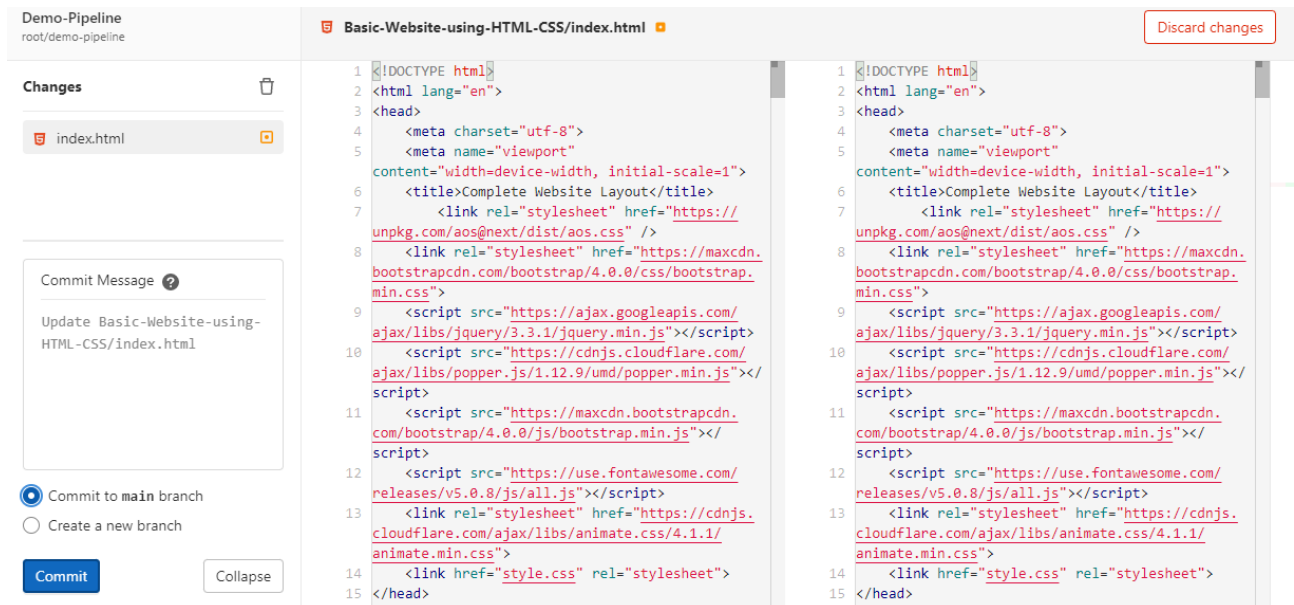 Demo-Pipeline
root/demo-pipeline
Changes
index.html
Commit Message ?
Update Basic-Website-using-
HTML-CSS/index.html
Commit to main branch
Create a new branch
Commit
Collapse
Basic-Website-using-HTML-CSS/index.html
Discard changes
1 <!DOCTYPE html>
2 <html lang="en">
3 <head>
4 <meta charset="utf-8">
5 <meta name="viewport"
content="width=device-width, initial-scale=1">
6 <title>Complete Website Layout</title>
7 <link rel="stylesheet" href="https://
unpkg.com/aos@next/dist/aos.css" />
8 <link rel="stylesheet" href="https://maxcdn.
bootstrapcdn.com/bootstrap/4.0.0/css/bootstrap.
min.css">
9 <script src="https://ajax.googleapis.com/
ajax/libs/jquery/3.3.1/jquery.min.js"></script>
10 <script src="https://cdnjs.cloudflare.com/
ajax/libs/popper.js/1.12.9/umd/popper.min.js"></
script>
11 <script src="https://maxcdn.bootstrapcdn.
com/bootstrap/4.0.0/js/bootstrap.min.js"></
script>
12 <script src="https://use.fontawesome.com/
releases/v5.0.8/js/all.js"></script>
13 <link rel="stylesheet" href="https://cdnjs.
cloudflare.com/ajax/libs/animate.css/4.1.1/
animate.min.css">
14 <link href="style.css" rel="stylesheet">
15 </head>
1 <!DOCTYPE html>
2 <html lang="en">
3 <head>
4 <meta charset="utf-8">
5 <meta name="viewport"
content="width=device-width, initial-scale=1">
6 <title>Complete Website Layout</title>
7 <link rel="stylesheet" href="https://
unpkg.com/aos@next/dist/aos.css" />
8 <link rel="stylesheet" href="https://maxcdn.
bootstrapcdn.com/bootstrap/4.0.0/css/bootstrap.
min.css">
9 <script src="https://ajax.googleapis.com/
ajax/libs/jquery/3.3.1/jquery.min.js"></script>
10 <script src="https://cdnjs.cloudflare.com/
ajax/libs/popper.js/1.12.9/umd/popper.min.js"></
script>
11 <script src="https://maxcdn.bootstrapcdn.
com/bootstrap/4.0.0/js/bootstrap.min.js"></
script>
12 <script src="https://use.fontawesome.com/
releases/v5.0.8/js/all.js"></script>
13 <link rel="stylesheet" href="https://cdnjs.
cloudflare.com/ajax/libs/animate.css/4.1.1/
animate.min.css">
14 <link href="style.css" rel="stylesheet">
15 </head>